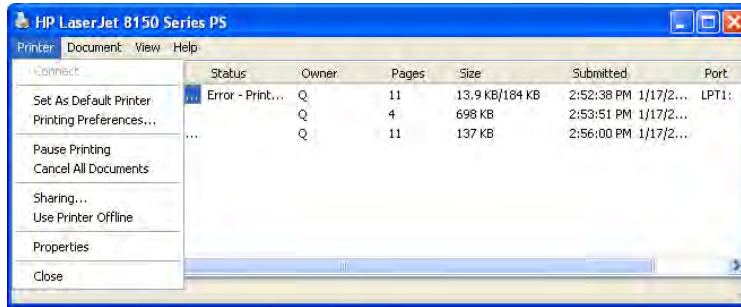 HP LaserJet 8150 Series PS
Printer Document View Help
Connect
Status Owner Pages Size Submitted Port
Set As Default Printer
... Error - Print... Q 11 13.9 KB/184 KB 2:52:38 PM 1/17/2... LPT1:
Printing Preferences...
Q 4 698 KB 2:53:51 PM 1/17/2...
... Q 11 137 KB 2:56:00 PM 1/17/2...
Pause Printing
Cancel All Documents
Sharing...
Use Printer Offline
Properties
Close